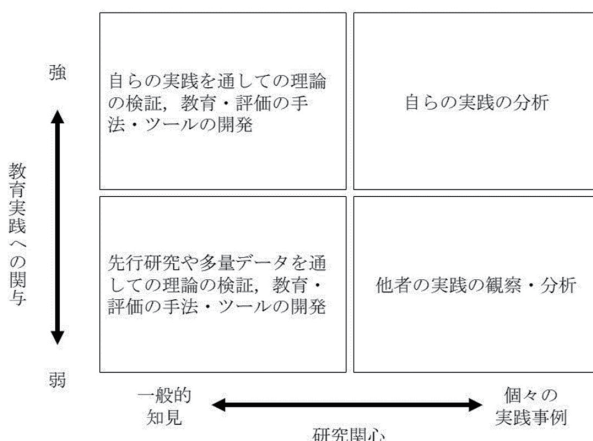 強
教育実践への関与
弱
自らの実践を通しての理論
の検証，教育・評価の手
法・ツールの開発
自らの実践の分析
先行研究や多量データを通
しての理論の検証，教育・
評価の手法・ツールの開発
他者の実践の観察・分析
一般的
知見
個々の
実践事例
研究関心